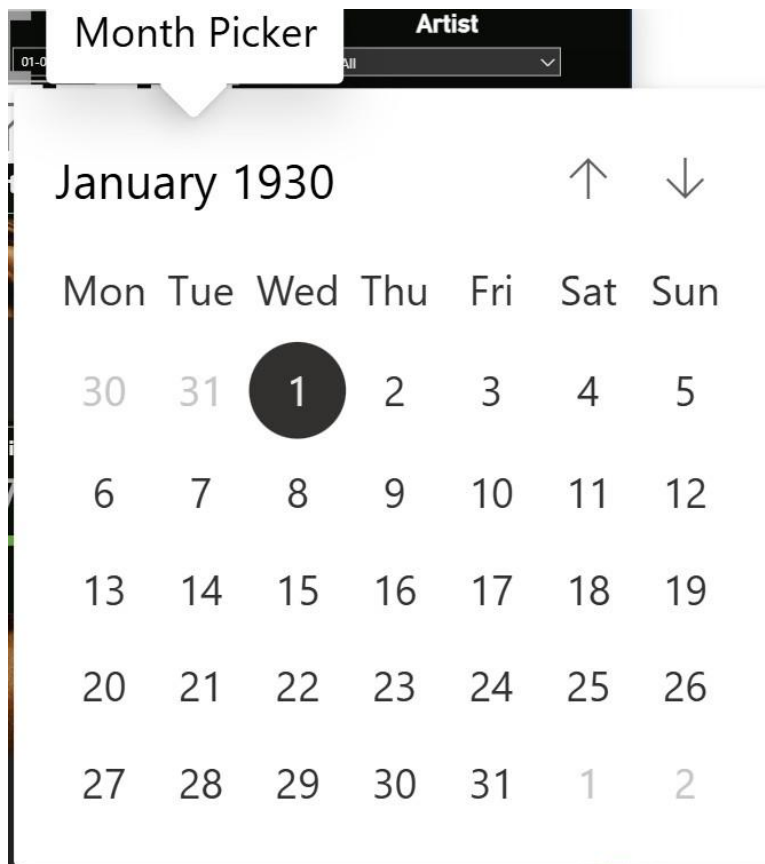 Month Picker
Artist
01-0
All
January 1930
Mon Tue Wed Thu Fri Sat Sun
30 31 1 2 3 4 5
6 7 8 9 10 11 12
13 14 15 16 17 18 19
20 21 22 23 24 25 26
27 28 29 30 31 1 2